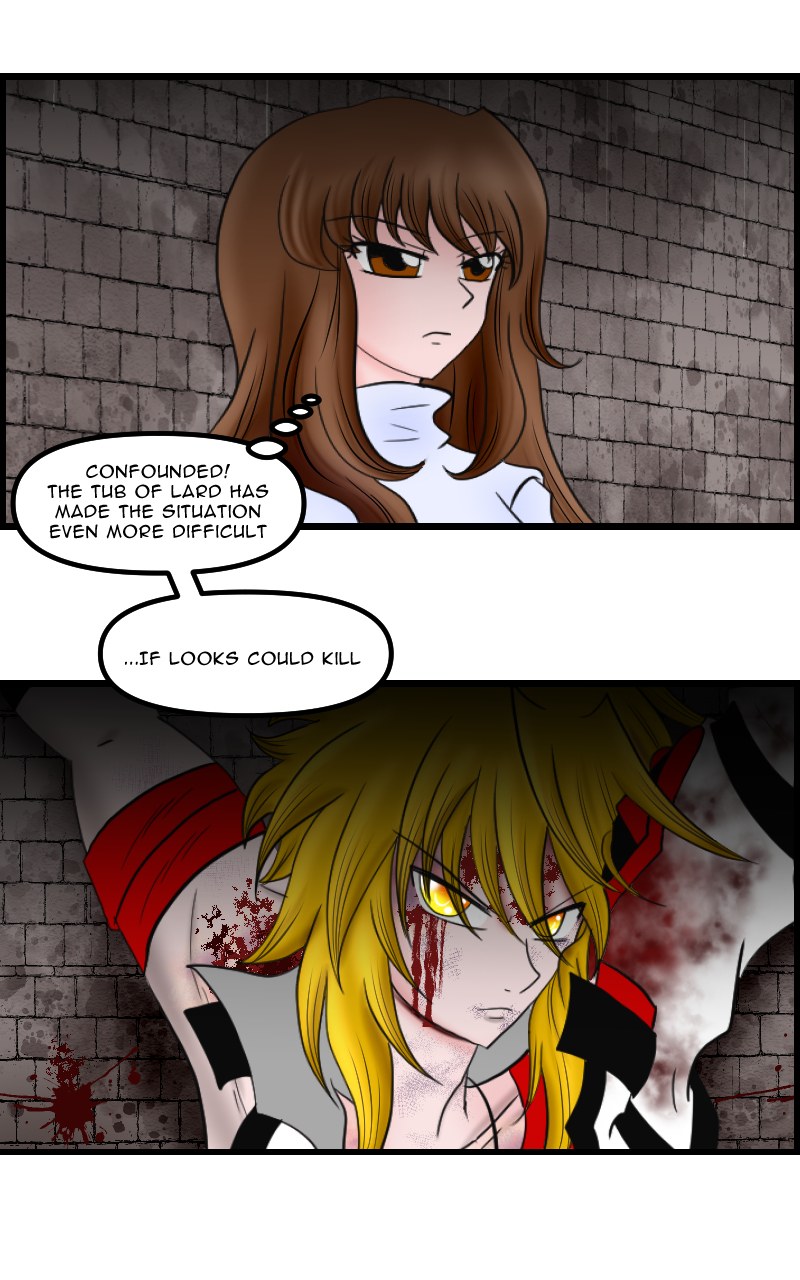 CONFOUNDED!
THE TUB OF LARD HAS
MADE THE SITUATION
EVEN MORE DIFFICULT
...IF LOOKS COULD KILL